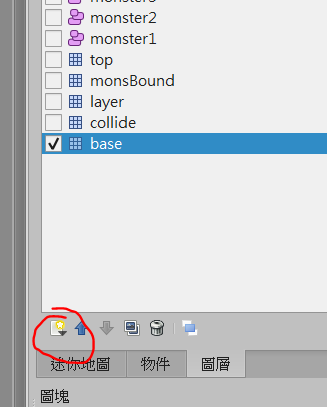 monster2
monster1
top
monsBound
layer
collide
base
迷你地圖
物件
圖層
圖塊